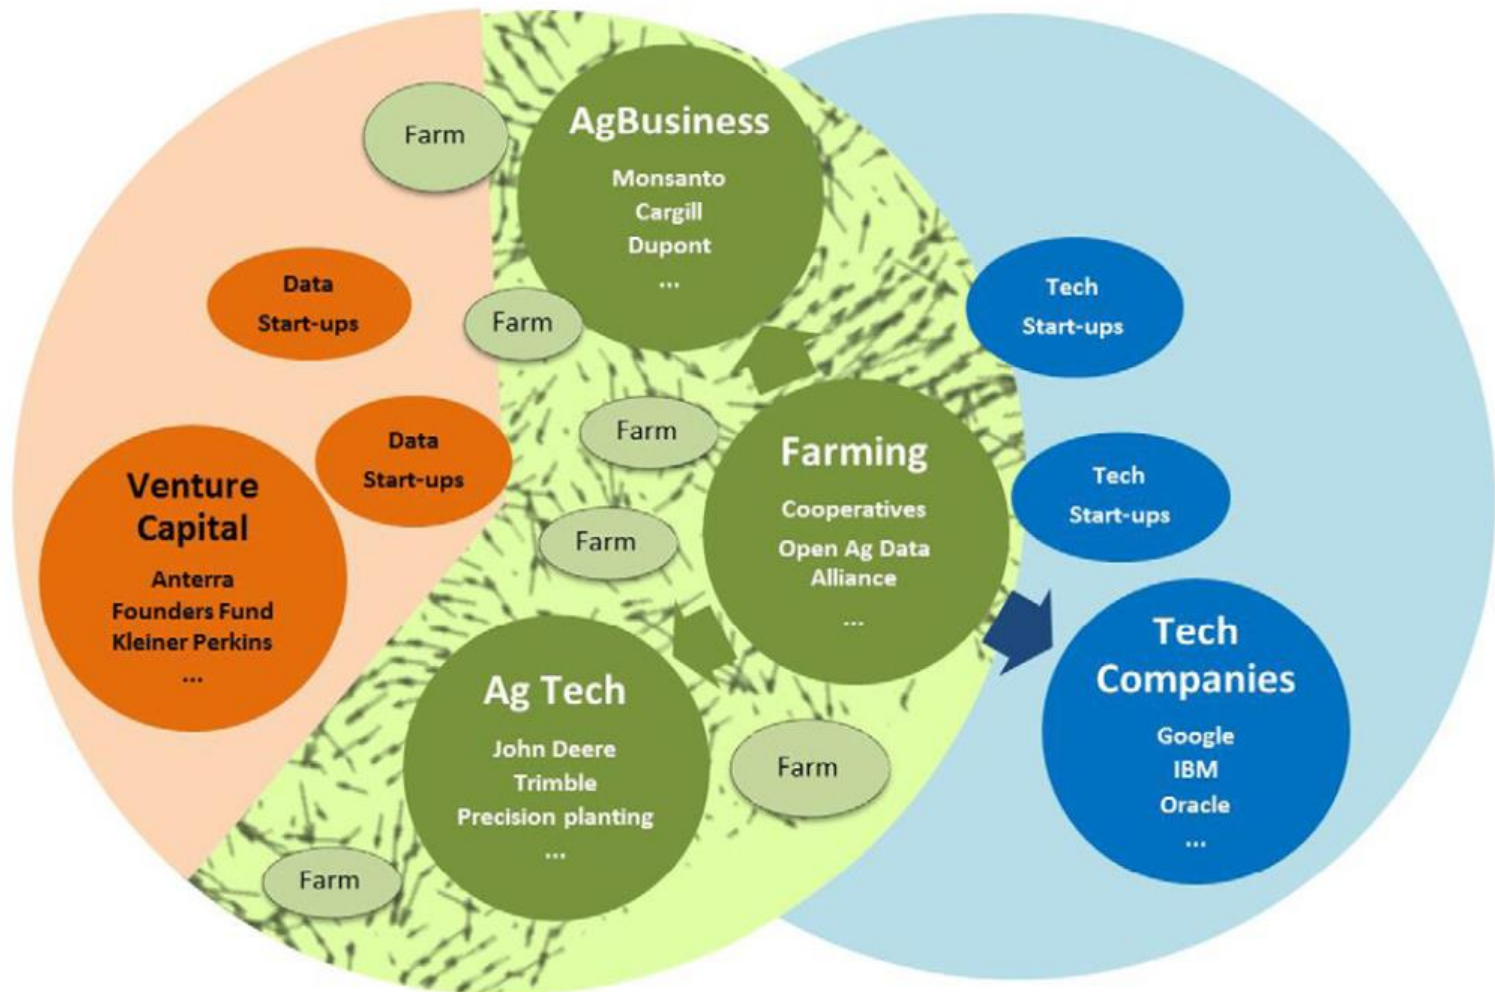 Farm
AgBusiness
Monsanto
Cargill
Dupont
...
Data
Start-ups
Farm
Tech
Start-ups
Data
Start-ups
Farm
Farming
Cooperatives
Open Ag Data
Alliance
...
Tech
Start-ups
Venture
Capital
Anterra
Founders Fund
Kleiner Perkins
...
Farm
Ag Tech
John Deere
Trimble
Precision planting
...
Farm
Tech
Companies
Google
IBM
Oracle
...
Farm